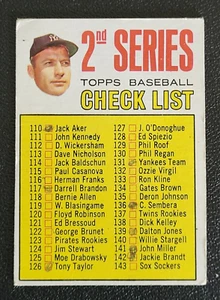 2nd SERIES
TOPPS BASEBALL
CHECK LIST
110 Jack Aker
111 John Kennedy
112 D. Wickersham
113 Dave Nicholson
114 Jack Baldschun
115 Paul Casanova
116 Herman Franks
117 Darrell Brandon
118 Bernie Allen
119 W. Blasingame
120 Floyd Robinson
121 Ed Bressoud
122 George Brunet
123 Pirates Rookies
124 Jim Stewart
125 Moe Drabowsky
126 Tony Taylor
127 J. O'Donoghue
128 Ed Spiezio
129 Phil Roof
130 Phil Regan
131 Yankees Team
132 Ozzie Virgil
133 Ron Kline
134 Gates Brown
135 Deron Johnson
136 C. Sembera
137 Twins Rookies
138 Dick Kelley
139 Dalton Jones
140 Willie Stargell
141 John Miller
142 Jackie Brandt
143 Sox Sockers